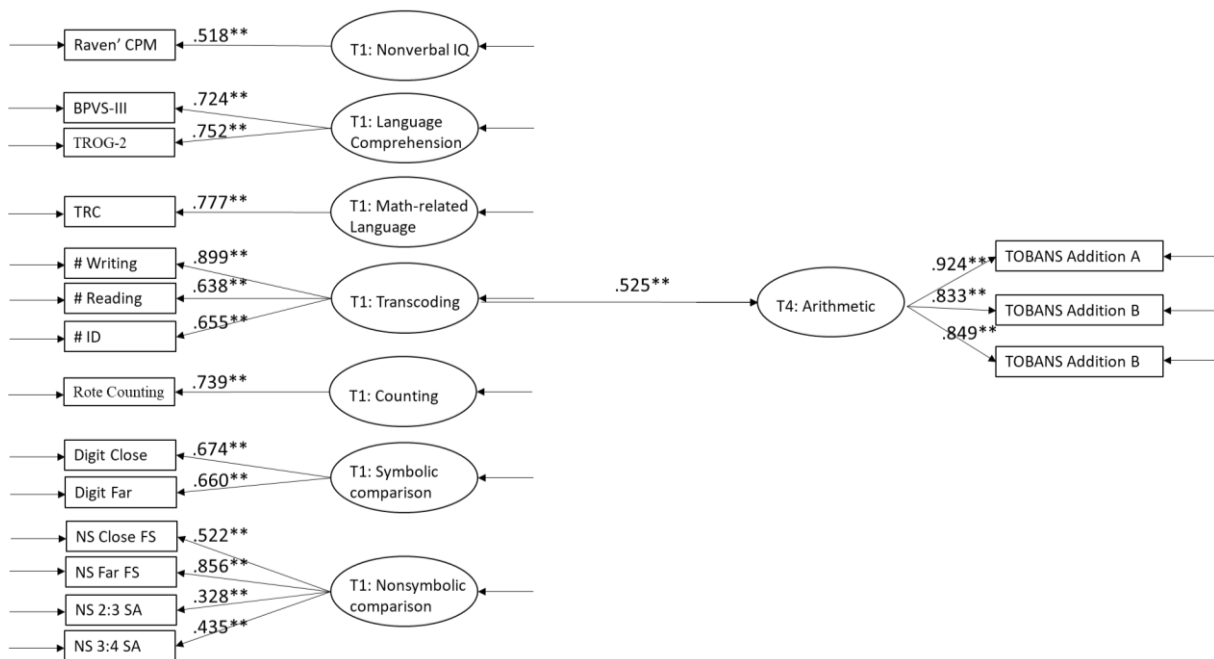 Raven' CPM
.518**
T1: Nonverbal IQ
BPVS-III
.724**
TROG-2
.752**
T1: Language
Comprehension
TRC
.777**
T1: Math-related
Language
# Writing
.899**
# Reading
.638**
# ID
.655**
T1: Transcoding
.525**
T4: Arithmetic
.924**
TOBANS Addition A
.833**
TOBANS Addition B
.849**
TOBANS Addition B
Rote Counting
.739**
T1: Counting
Digit Close
.674**
Digit Far
.660**
T1: Symbolic
comparison
NS Close FS
.522**
NS Far FS
.856**
NS 2:3 SA
.328**
NS 3:4 SA
.435**
T1: Nonsymbolic
comparison